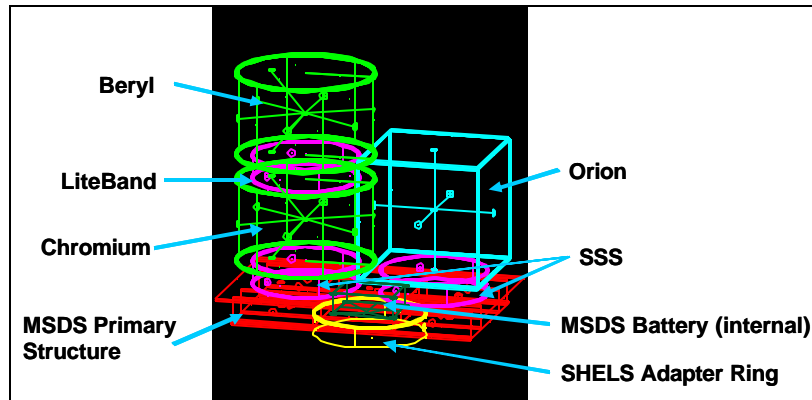 Beryl
LiteBand
Chromium
MSDS Primary
Structure
Orion
SSS
MSDS Battery (internal)
SHELS Adapter Ring